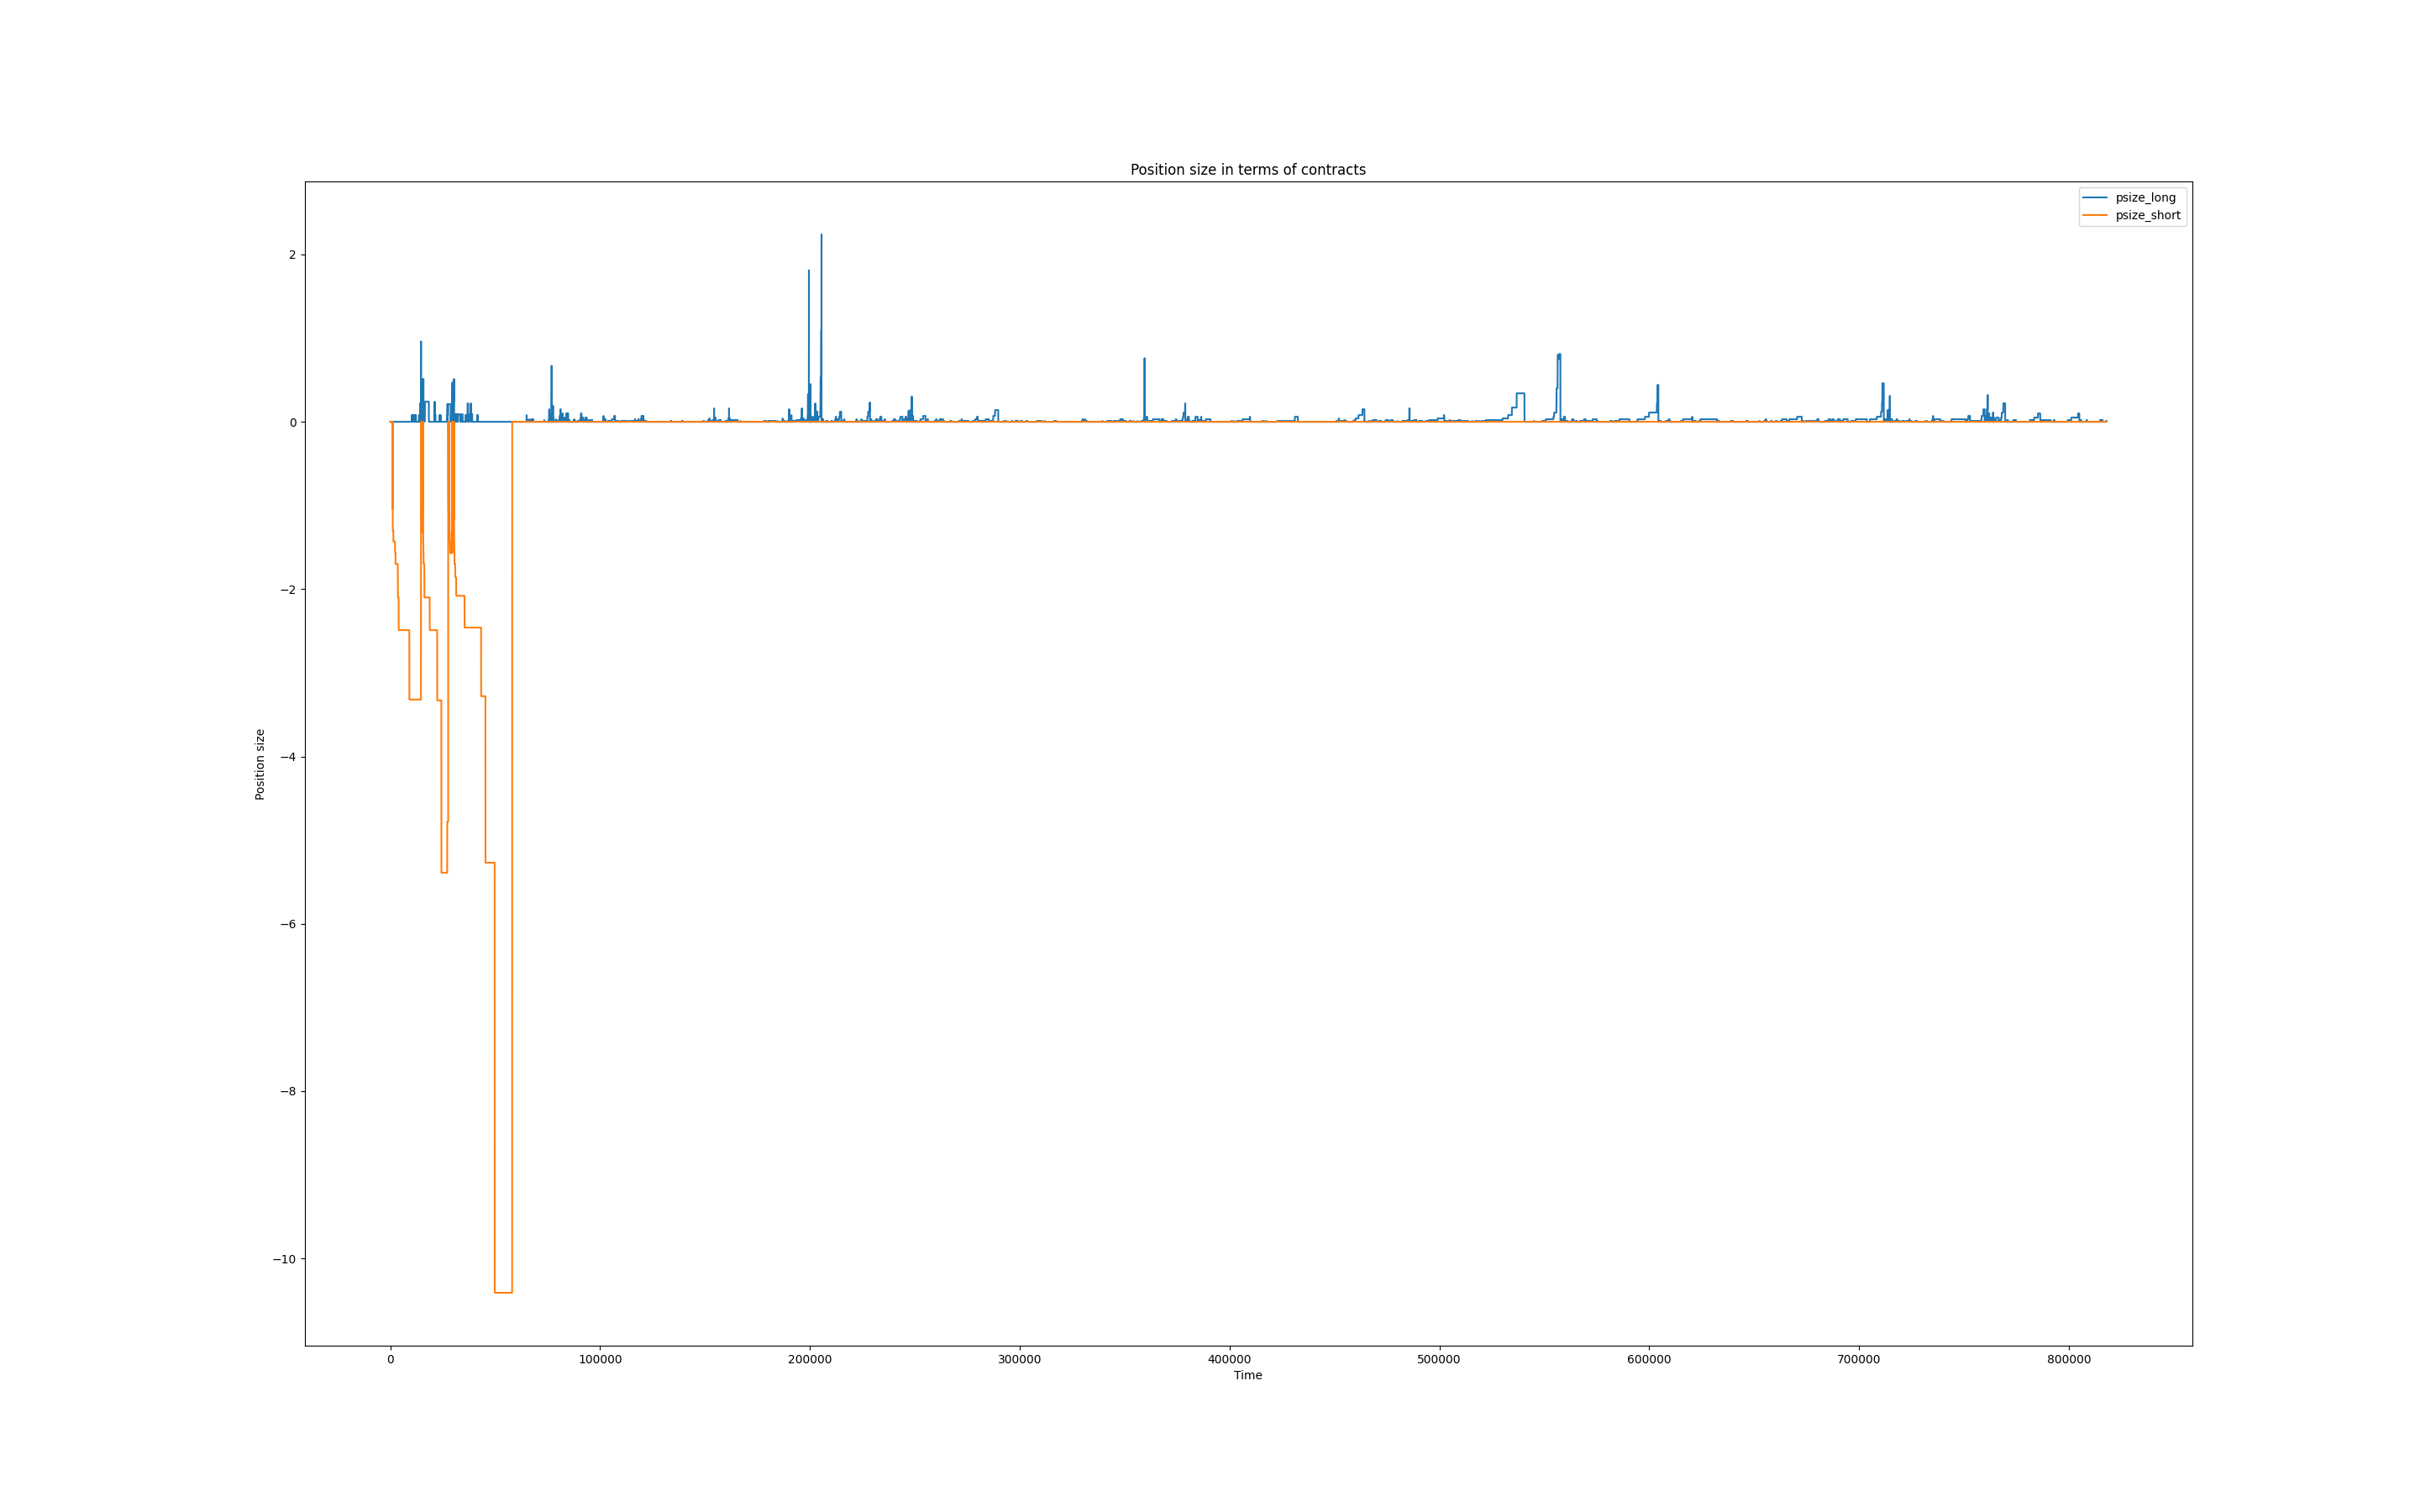 Position size in terms of contracts
psize_long
psize_short
2
0
−2
−4
−6
−8
−10
Position size
0 100000 200000 300000 400000 500000 600000 700000 800000
Time